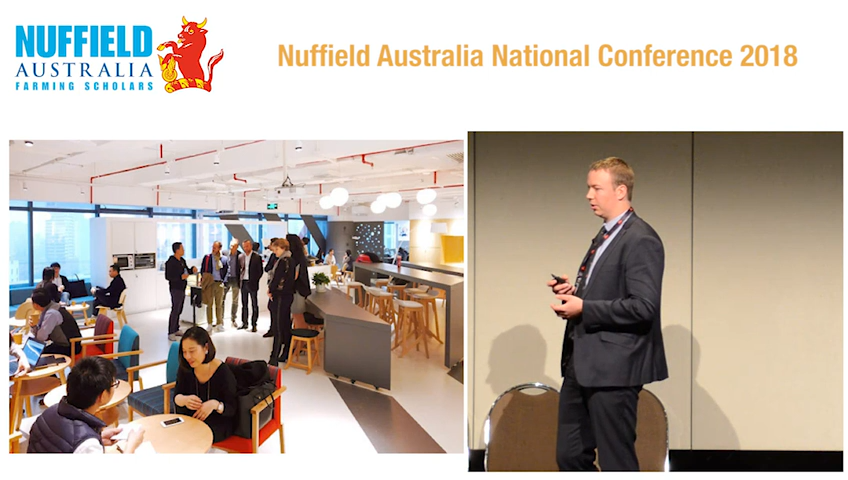 NUFFIELD
AUSTRALIA
FARMING SCHOLARS
Nuffield Australia National Conference 2018